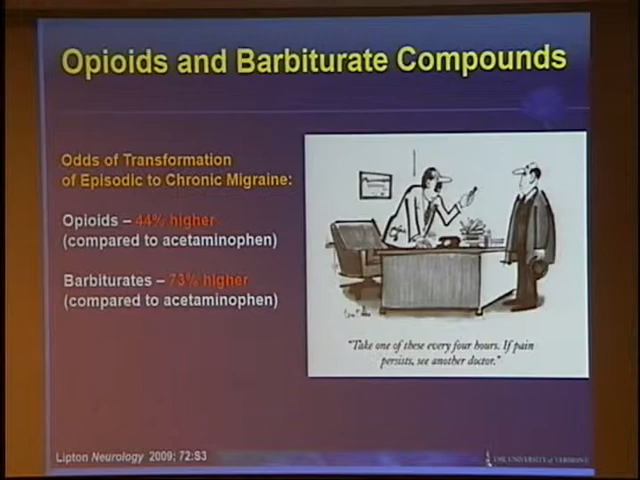 Opioids and Barbiturate Compounds
Odds of Transformation
of Episodic to Chronic Migraine:
Opioids – 44% higher
(compared to acetaminophen)
Barbiturates – 73% higher
(compared to acetaminophen)
"Take one of these every four hours. If pain
persists, see another doctor."
Lipton Neurology 2009; 72:S3
THE UNIVERSITY of VERMONT